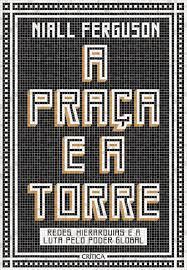 NIALL FERGUSON
A
PRAÇA
E A
TORRE
REDES, HIERARQUIAS E A
LUTA PELO PODER GLOBAL
CRÍTICA